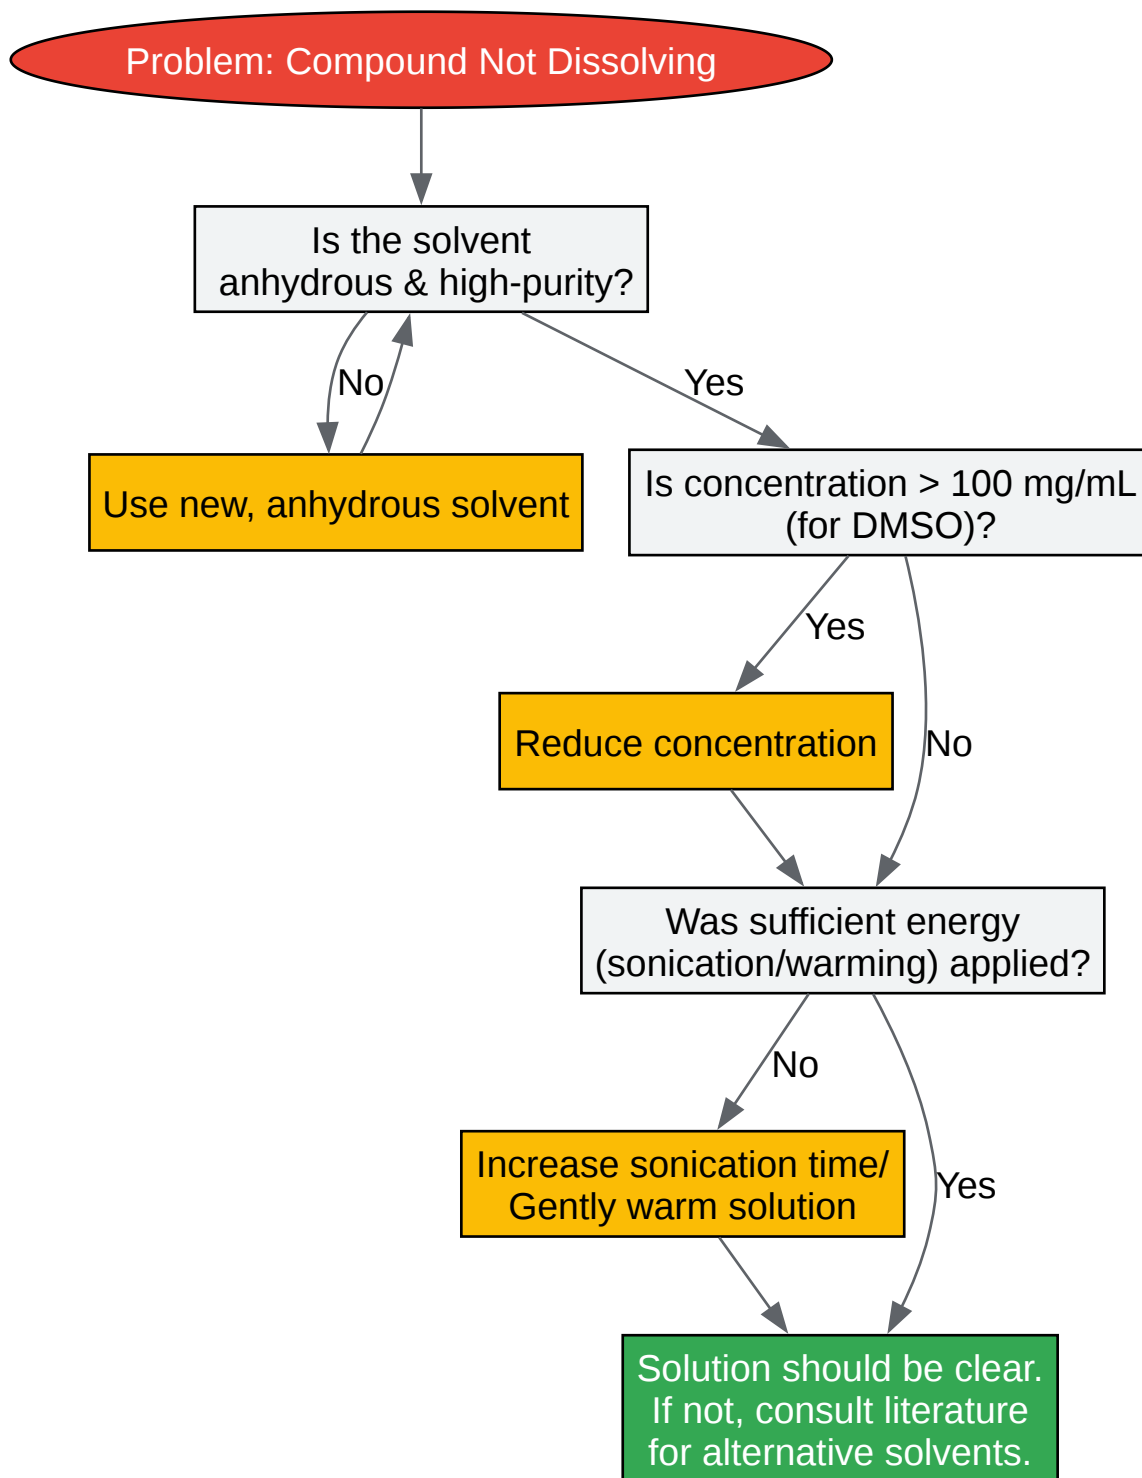 Problem: Compound Not Dissolving
Is the solvent
anhydrous & high-purity?
No
Yes
Use new, anhydrous solvent
Is concentration > 100 mg/mL
(for DMSO)?
Yes
Reduce concentration
No
Was sufficient energy
(sonication/warming) applied?
No
Increase sonication time/
Gently warm solution
Yes
Solution should be clear.
If not, consult literature
for alternative solvents.